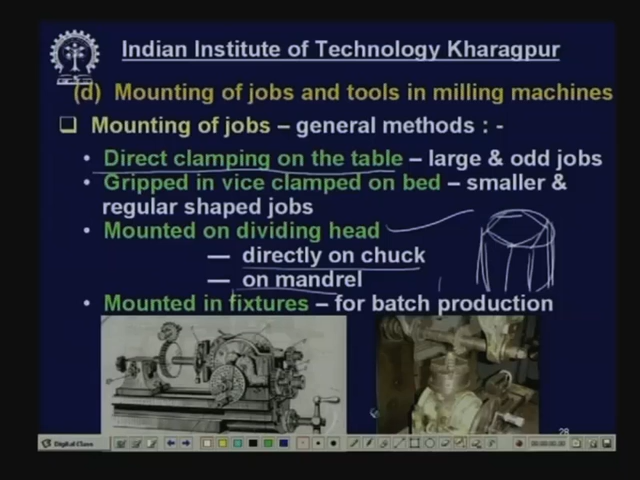 Indian Institute of Technology Kharagpur
(d) Mounting of jobs and tools in milling machines
❑ Mounting of jobs – general methods : -
• Direct clamping on the table – large & odd jobs
• Gripped in vice clamped on bed – smaller &
regular shaped jobs
• Mounted on dividing head
— directly on chuck
— on mandrel
• Mounted in fixtures – for batch production
28
Digital Class